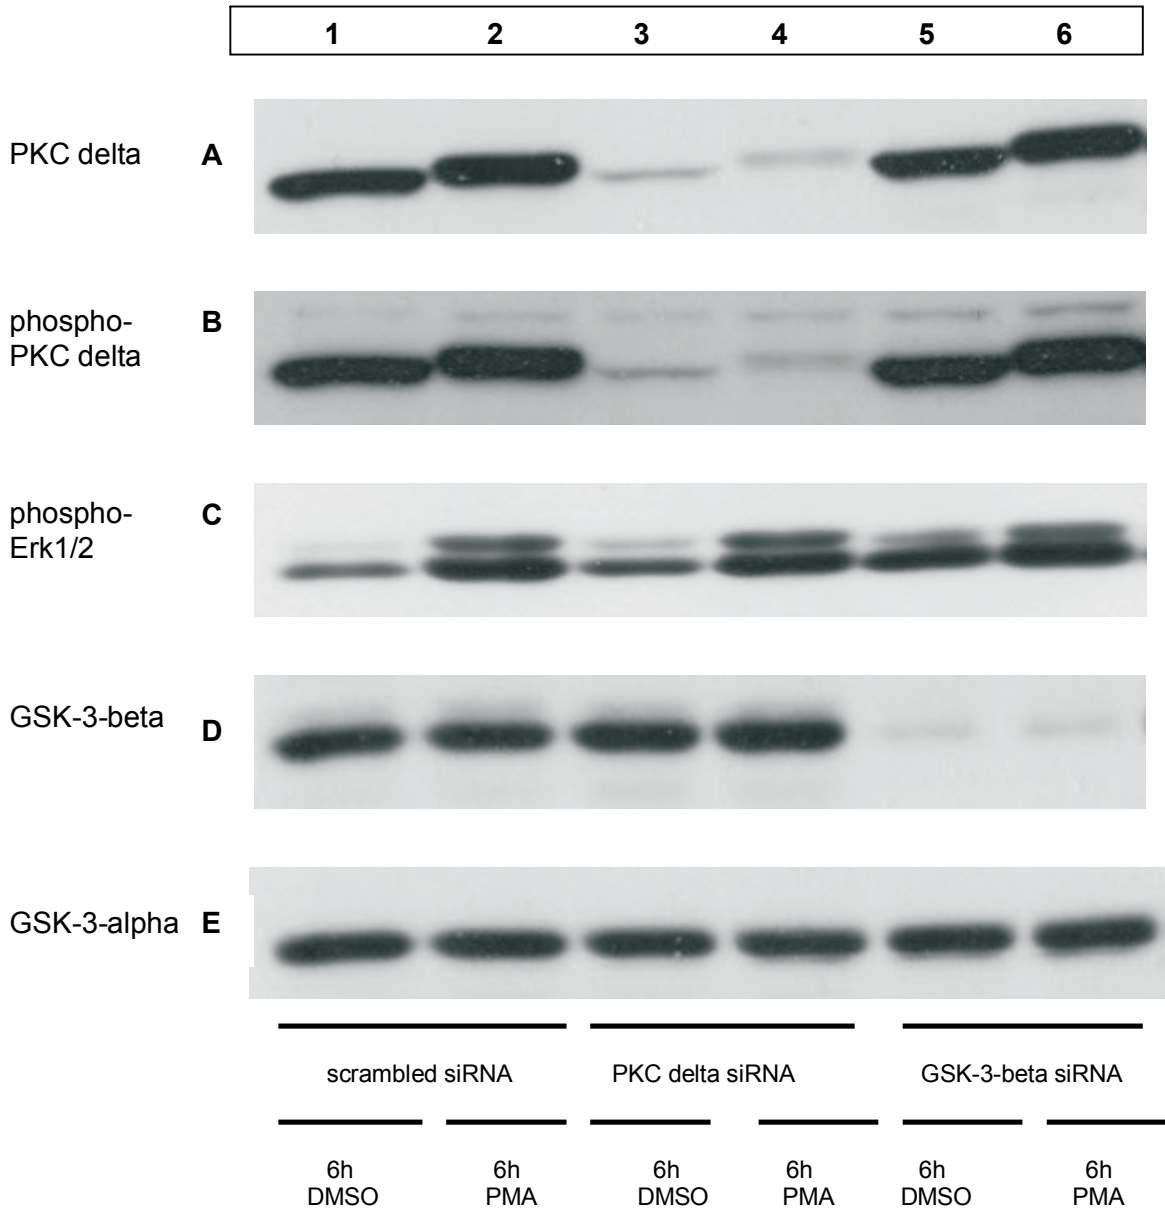 1 2 3 4 5 6
PKC delta A
phospho-
PKC delta B
phospho-
Erk1/2 C
GSK-3-beta D
GSK-3-alpha E
scrambled siRNA PKC delta siRNA GSK-3-beta siRNA
6h 6h 6h 6h 6h 6h
DMSO PMA DMSO PMA DMSO PMA